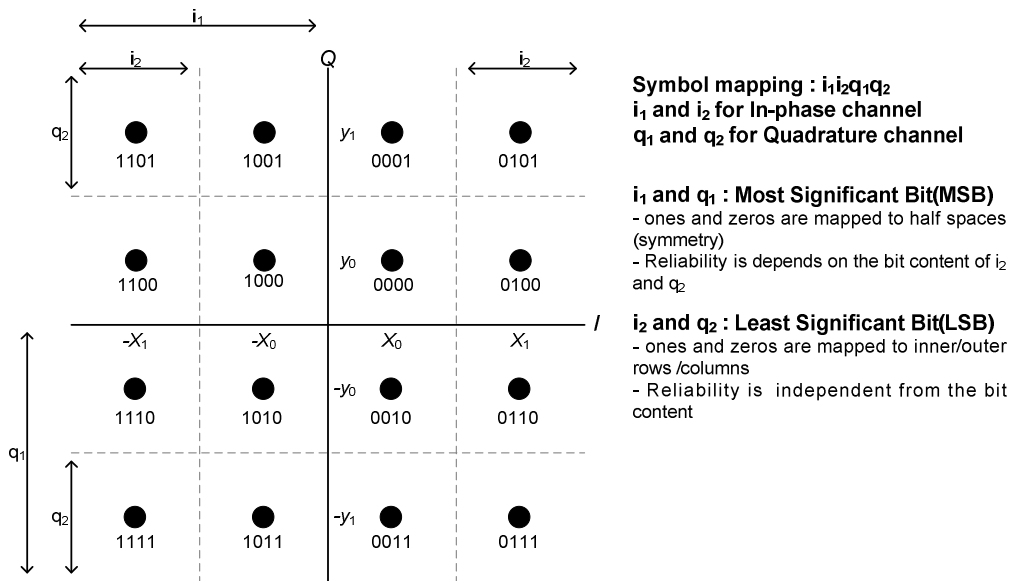 i₁
i₂
Q
i₂
q₂
y₁
1101
1001
0001
0101
y₀
1100
1000
0000
0100
I
-X₁
-X₀
X₀
X₁
-y₀
1110
1010
0010
0110
q₁
q₂
-y₁
1111
1011
0011
0111
Symbol mapping : i₁i₂q₁q₂
i₁ and i₂ for In-phase channel
q₁ and q₂ for Quadrature channel
i₁ and q₁ : Most Significant Bit(MSB)
- ones and zeros are mapped to half spaces
(symmetry)
- Reliability is depends on the bit content of i₂
and q₂
i₂ and q₂ : Least Significant Bit(LSB)
- ones and zeros are mapped to inner/outer
rows /columns
- Reliability is independent from the bit
content